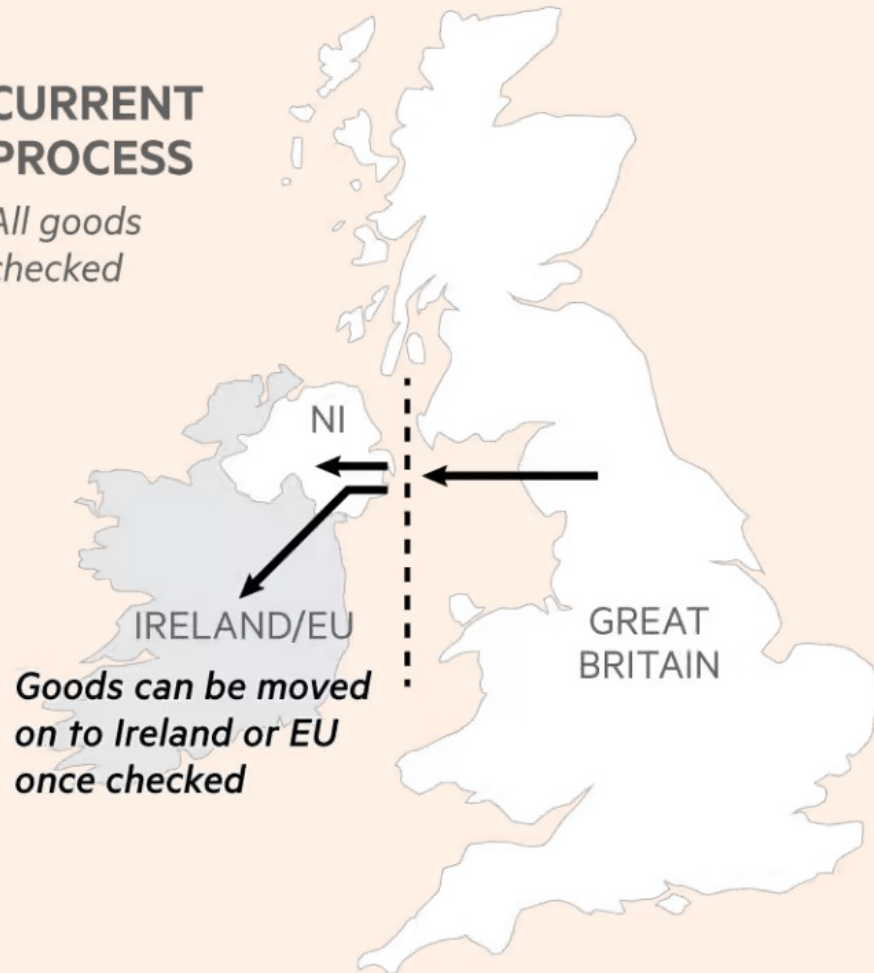 CURRENT
PROCESS
All goods
checked
NI
IRELAND/EU
GREAT
BRITAIN
Goods can be moved
on to Ireland or EU
once checked